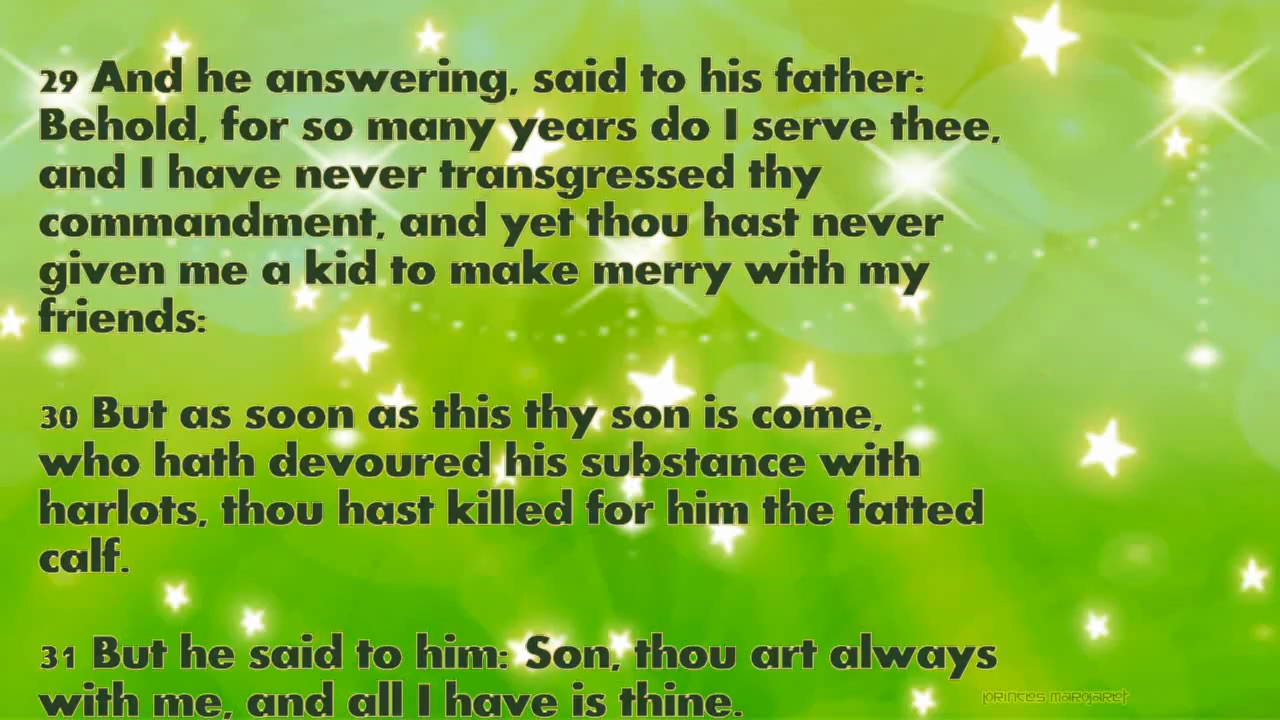 29 And he answering, said to his father:
Behold, for so many years do I serve thee,
and I have never transgressed thy
commandment, and yet thou hast never
given me a kid to make merry with my
friends:
30 But as soon as this thy son is come,
who hath devoured his substance with
harlots, thou hast killed for him the fatted
calf.
31 But he said to him: Son, thou art always
with me, and all I have is thine.
princes margaret